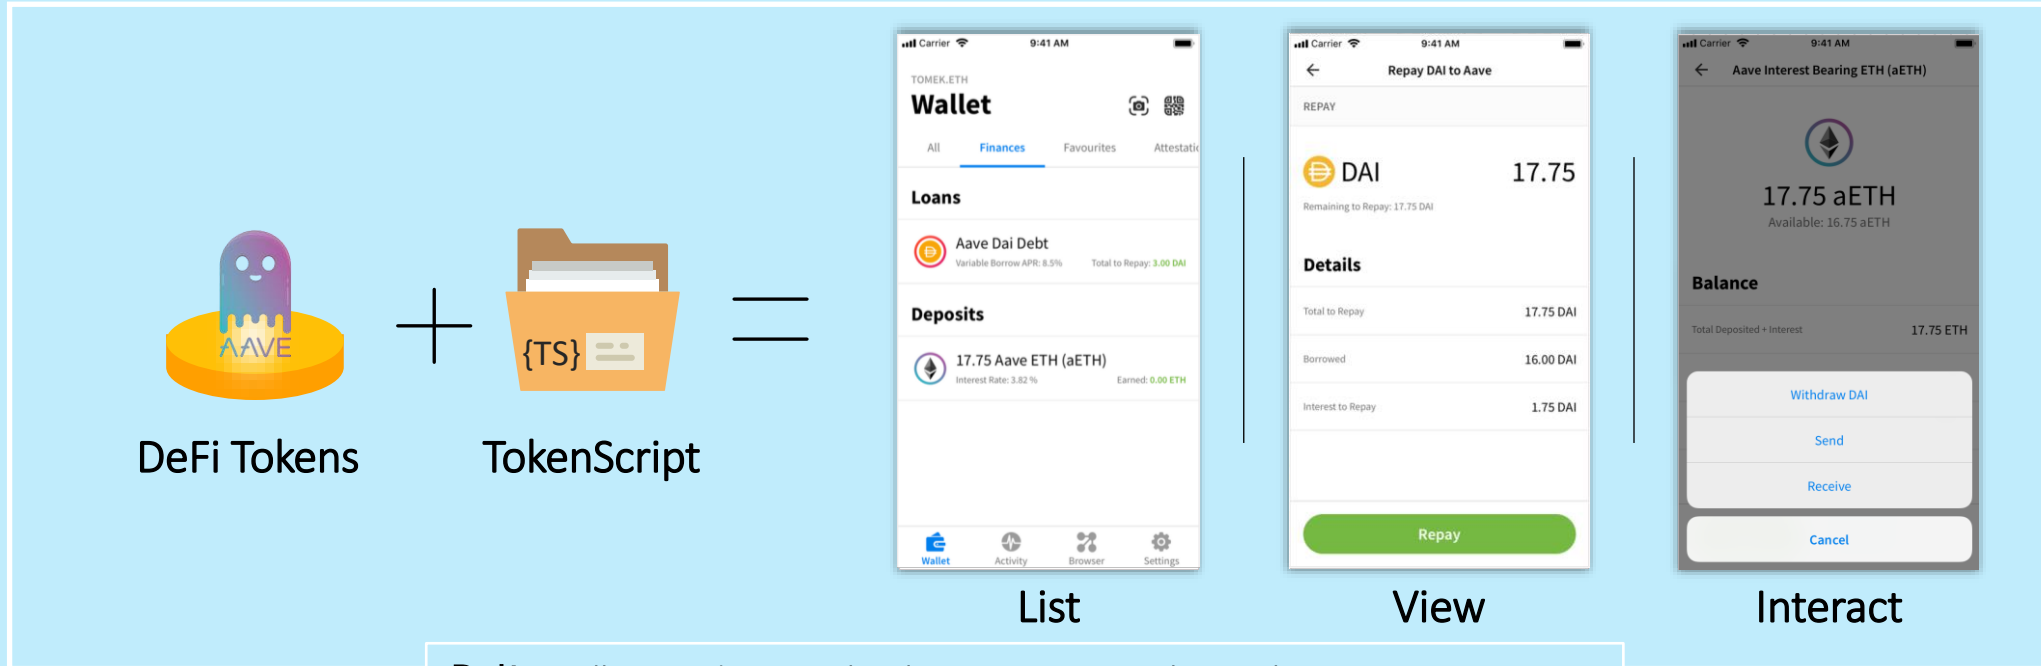 AAVE
DeFi Tokens
{TS}
TokenScript
Carrier 9:41 AM
TOMEK.ETH
Wallet
All Finances Favourites Attestatic
Loans
Aave Dai Debt
Variable Borrow APR: 8.5% Total to Repay: 3.00 DAI
Deposits
17.75 Aave ETH (aETH)
Interest Rate: 3.82 % Earned: 0.00 ETH
Wallet Activity Browser Settings
List
Carrier 9:41 AM
Repay DAI to Aave
REPAY
DAI 17.75
Remaining to Repay: 17.75 DAI
Details
Total to Repay 17.75 DAI
Borrowed 16.00 DAI
Interest to Repay 1.75 DAI
Repay
View
Carrier 9:41 AM
Aave Interest Bearing ETH (aETH)
17.75 aETH
Available: 16.75 aETH
Balance
Total Deposited + Interest 17.75 ETH
Withdraw DAI
Send
Receive
Cancel
Interact